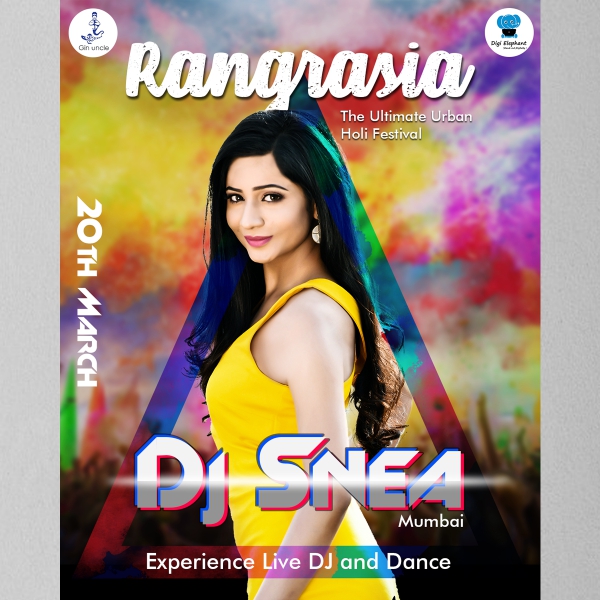 Gin uncle
Digi Elephant
Rangrasia
The Ultimate Urban
Holi Festival
20th March
Dj Snea
Mumbai
Experience Live DJ and Dance